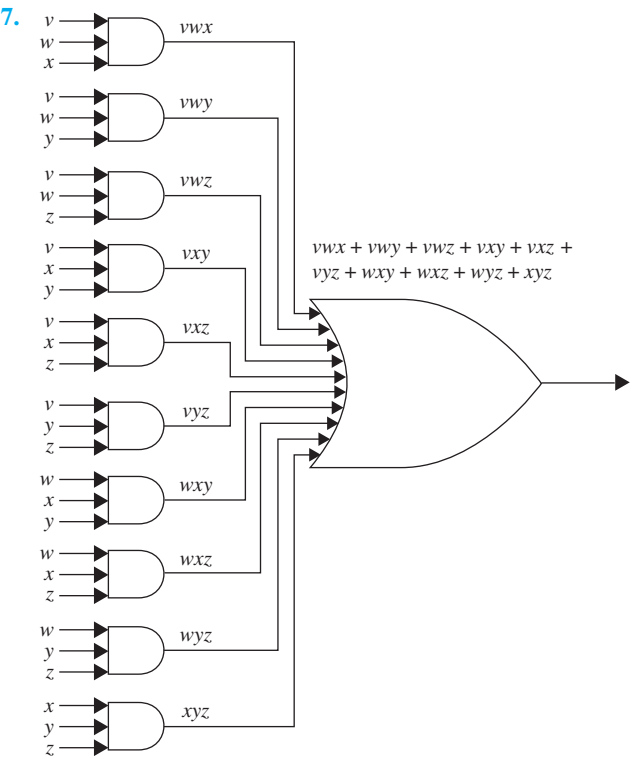 7.
v
w
x
vwx
v
w
y
vwy
v
w
z
vwz
v
x
y
vxy
v
x
z
vxz
v
y
z
vyz
w
x
y
wxy
w
x
z
wxz
w
y
z
wyz
x
y
z
xyz
vwx + vwy + vwz + vxy + vxz +
vyz + wxy + wxz + wyz + xyz